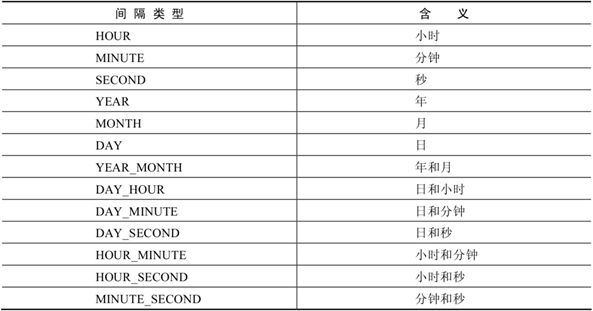 间隔类型 含 义
HOUR 小时
MINUTE 分钟
SECOND 秒
YEAR 年
MONTH 月
DAY 日
YEAR_MONTH 年和月
DAY_HOUR 日和小时
DAY_MINUTE 日和分钟
DAY_SECOND 日和秒
HOUR_MINUTE 小时和分钟
HOUR_SECOND 小时和秒
MINUTE_SECOND 分钟和秒